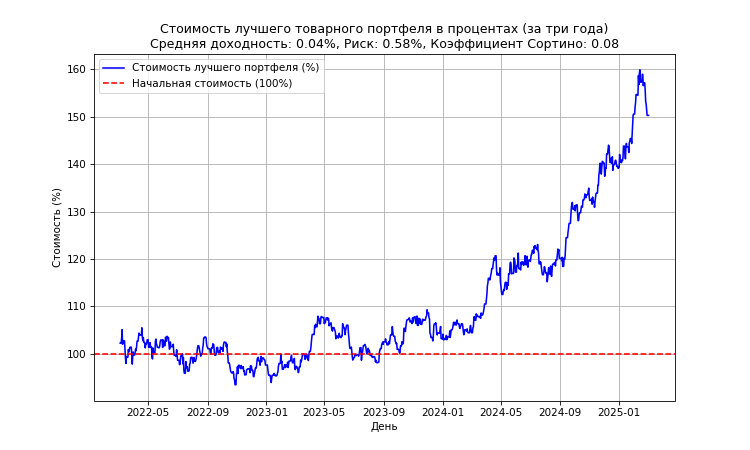 Стоимость лучшего товарного портфеля в процентах (за три года)
Средняя доходность: 0.04%, Риск: 0.58%, Коэффициент Сортино: 0.08
Стоимость лучшего портфеля (%)
Начальная стоимость (100%)
Стоимость (%)
160
150
140
130
120
110
100
2022-05 2022-09 2023-01 2023-05 2023-09 2024-01 2024-05 2024-09 2025-01
День